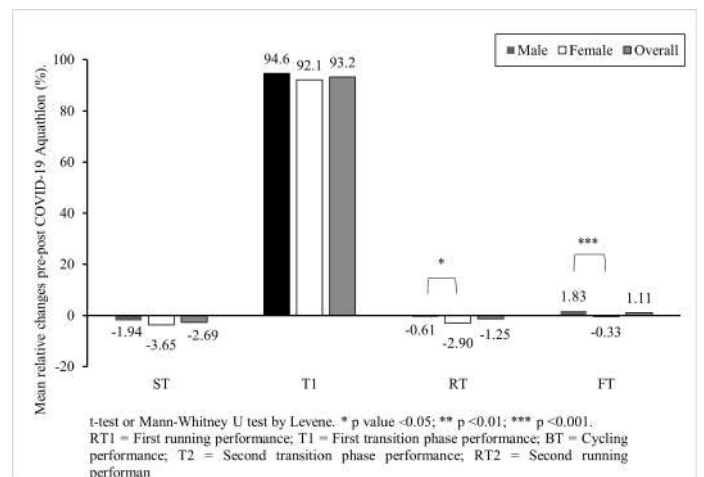 Mean relative changes pre-post COVID-19 Aquathlon (%).
100
80
60
40
20
0
-20
Male Female Overall
94.6 92.1 93.2
-1.94 -3.65 -2.69
*
-0.61 -2.90 -1.25
***
1.83 -0.33 1.11
ST T1 RT FT
t-test or Mann-Whitney U test by Levene. * p value <0.05; ** p <0.01; *** p <0.001.
RT1 = First running performance; T1 = First transition phase performance; BT = Cycling
performance; T2 = Second transition phase performance; RT2 = Second running
performan